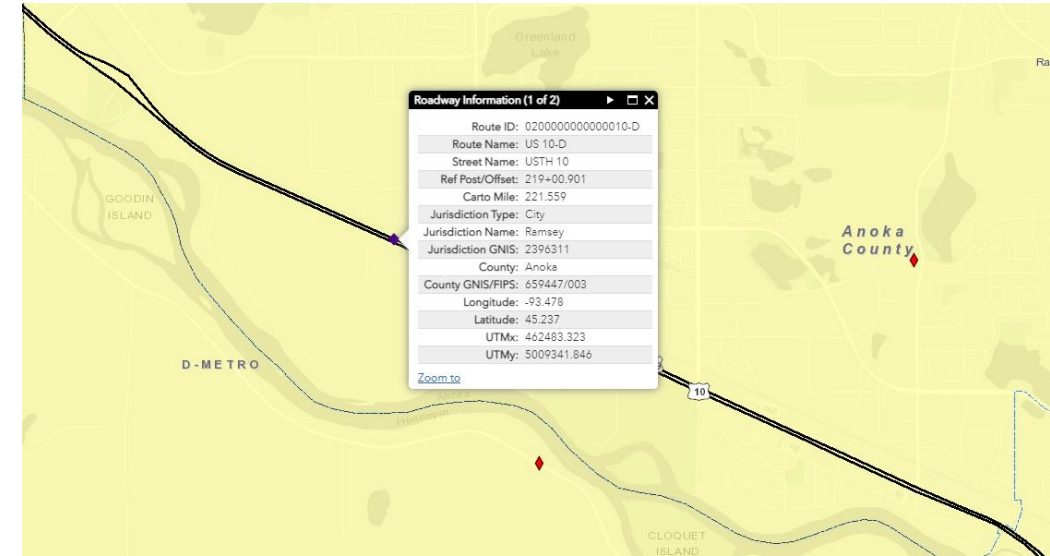 Greenland
Lake
Ra
Roadway Information (1 of 2)
Route ID: 0200000000000010-D
Route Name: US 10-D
Street Name: USTH 10
Ref Post/Offset: 219+00.901
Carto Mile: 221.559
Jurisdiction Type: City
Jurisdiction Name: Ramsey
Jurisdiction GNIS: 2396311
County: Anoka
County GNIS/FIPS: 659447/003
Longitude: -93.478
Latitude: 45.237
UTMx: 462483.323
UTMy: 5009341.846
Zoom to
GOODIN
ISLAND
Anoka
County
D-METRO
10
Anoka
Hennepin
CLOQUET
ISLAND